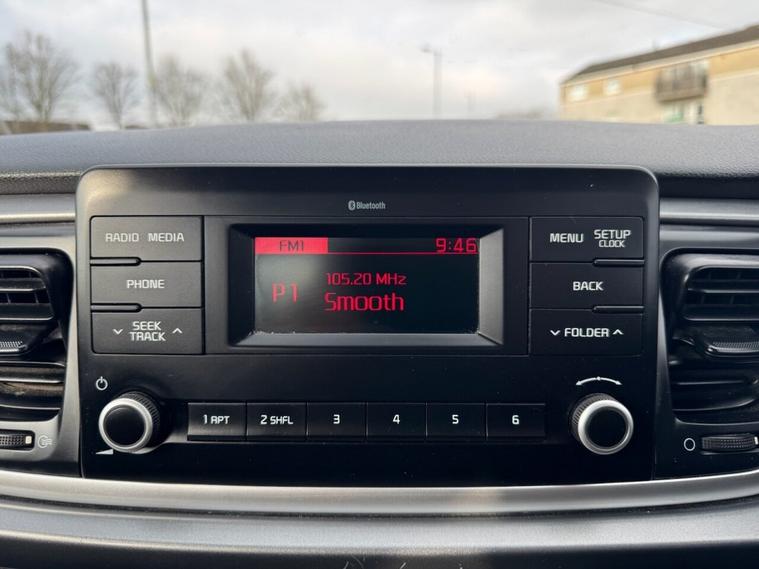 Bluetooth
RADIO MEDIA
PHONE
SEEK
TRACK
FM1 9:46
105.20 MHz
P1 Smooth
MENU SETUP
CLOCK
BACK
FOLDER
1 APT 2 SHFL 3 4 5 6